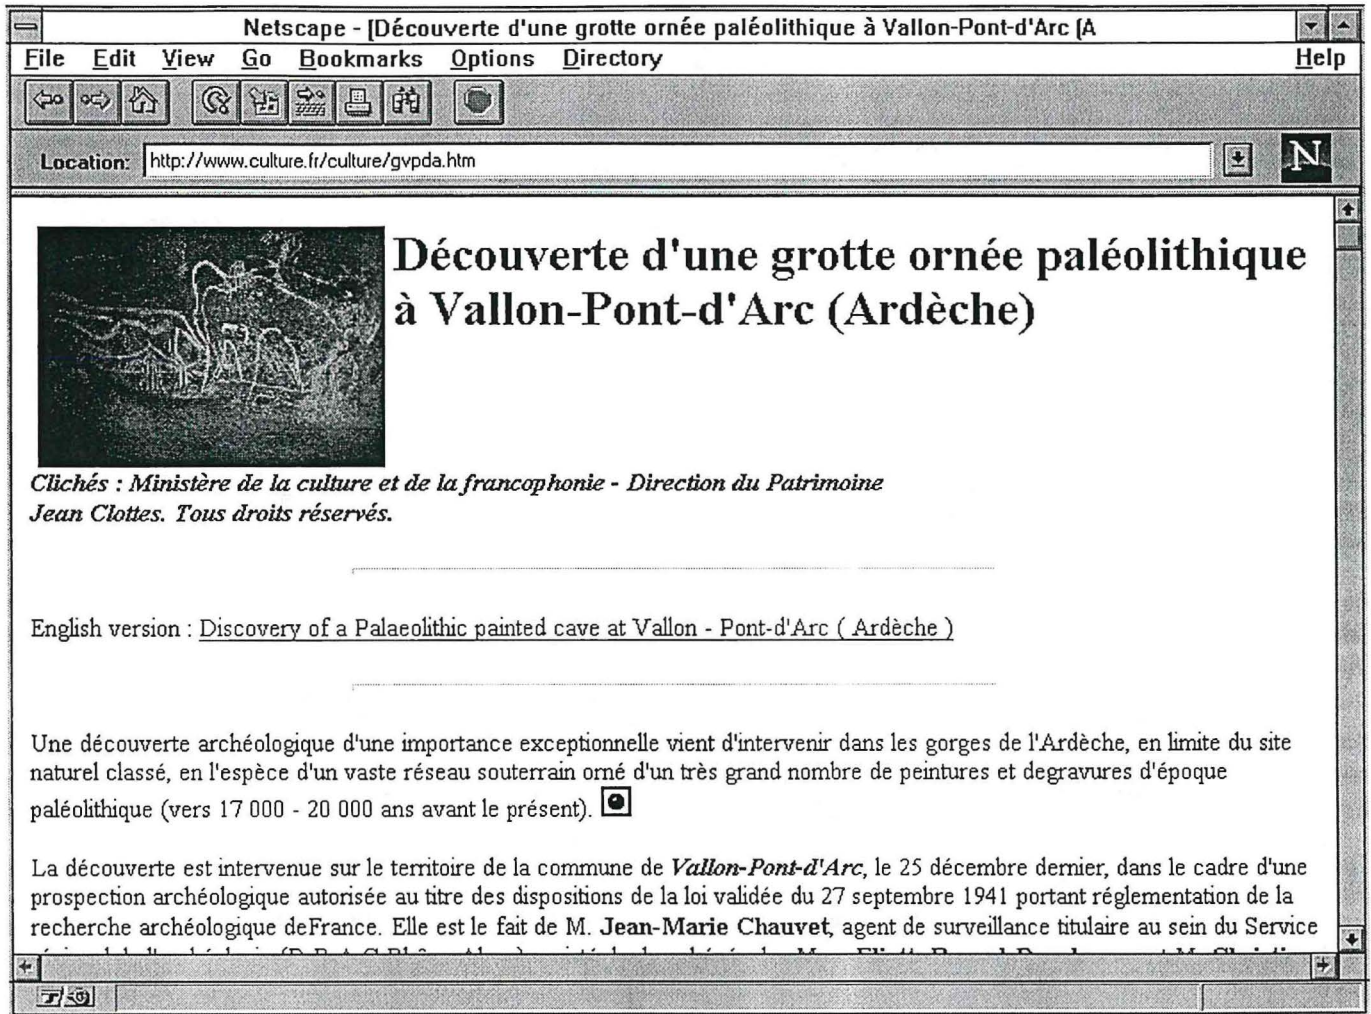 Netscape - [Découverte d'une grotte ornée paléolithique à Vallon-Pont-d'Arc (A
File Edit View Go Bookmarks Options Directory Help
Location: http://www.culture.fr/culture/gvpda.htm
N
Découverte d'une grotte ornée paléolithique
à Vallon-Pont-d'Arc (Ardèche)
Clichés : Ministère de la culture et de la francophonie - Direction du Patrimoine
Jean Clottes. Tous droits réservés.
English version : Discovery of a Palaeolithic painted cave at Vallon - Pont-d'Arc ( Ardèche )
Une découverte archéologique d'une importance exceptionnelle vient d'intervenir dans les gorges de l'Ardèche, en limite du site
naturel classé, en l'espèce d'un vaste réseau souterrain orné d'un très grand nombre de peintures et degravures d'époque
paléolithique (vers 17 000 - 20 000 ans avant le présent).
La découverte est intervenue sur le territoire de la commune de Vallon-Pont-d'Arc, le 25 décembre dernier, dans le cadre d'une
prospection archéologique autorisée au titre des dispositions de la loi validée du 27 septembre 1941 portant réglementation de la
recherche archéologique deFrance. Elle est le fait de M. Jean-Marie Chauvet, agent de surveillance titulaire au sein du Service